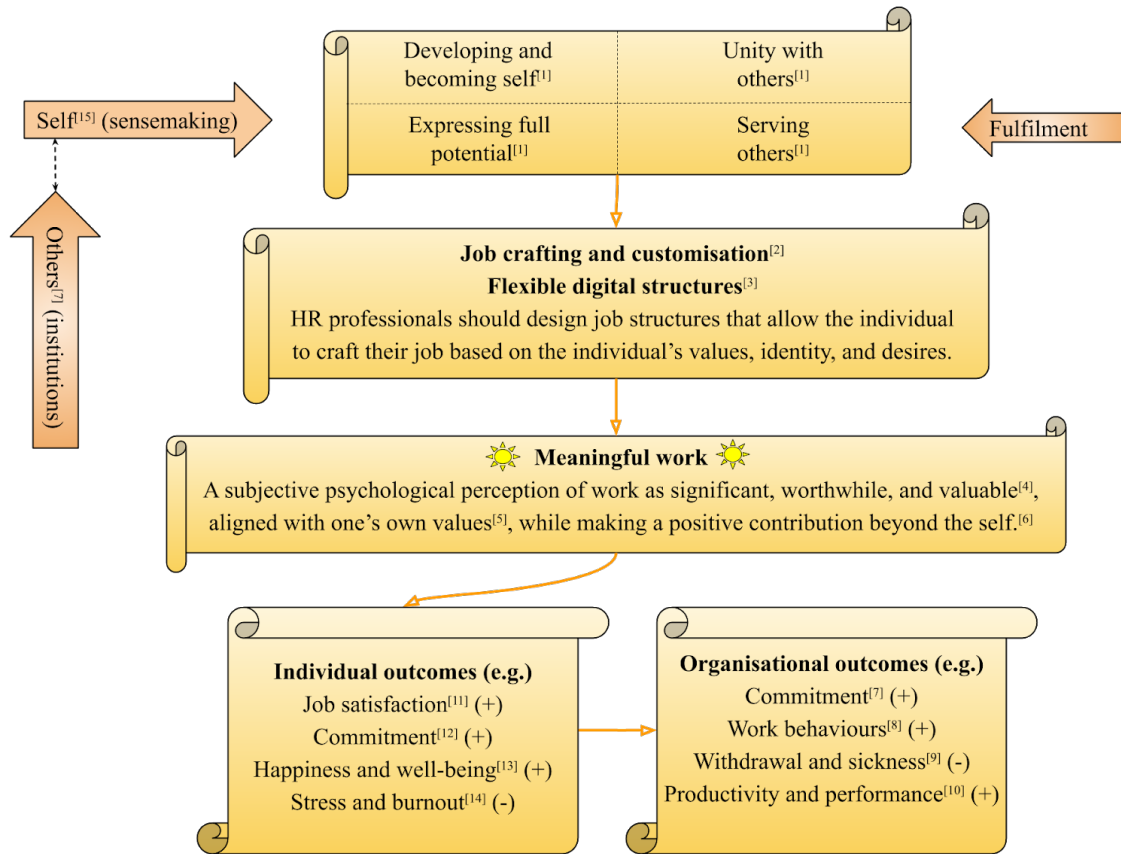 Developing and
becoming self[1]
Unity with
others[1]
Expressing full
potential[1]
Serving
others[1]
Self[15] (sensemaking)
Others[7] (institutions)
Fulfilment
Job crafting and customisation[2]
Flexible digital structures[3]
HR professionals should design job structures that allow the individual
to craft their job based on the individual’s values, identity, and desires.
Meaningful work
A subjective psychological perception of work as significant, worthwhile, and valuable[4],
aligned with one’s own values[5], while making a positive contribution beyond the self.[6]
Individual outcomes (e.g.)
Job satisfaction[11] (+)
Commitment[12] (+)
Happiness and well-being[13] (+)
Stress and burnout[14] (-)
Organisational outcomes (e.g.)
Commitment[7] (+)
Work behaviours[8] (+)
Withdrawal and sickness[9] (-)
Productivity and performance[10] (+)